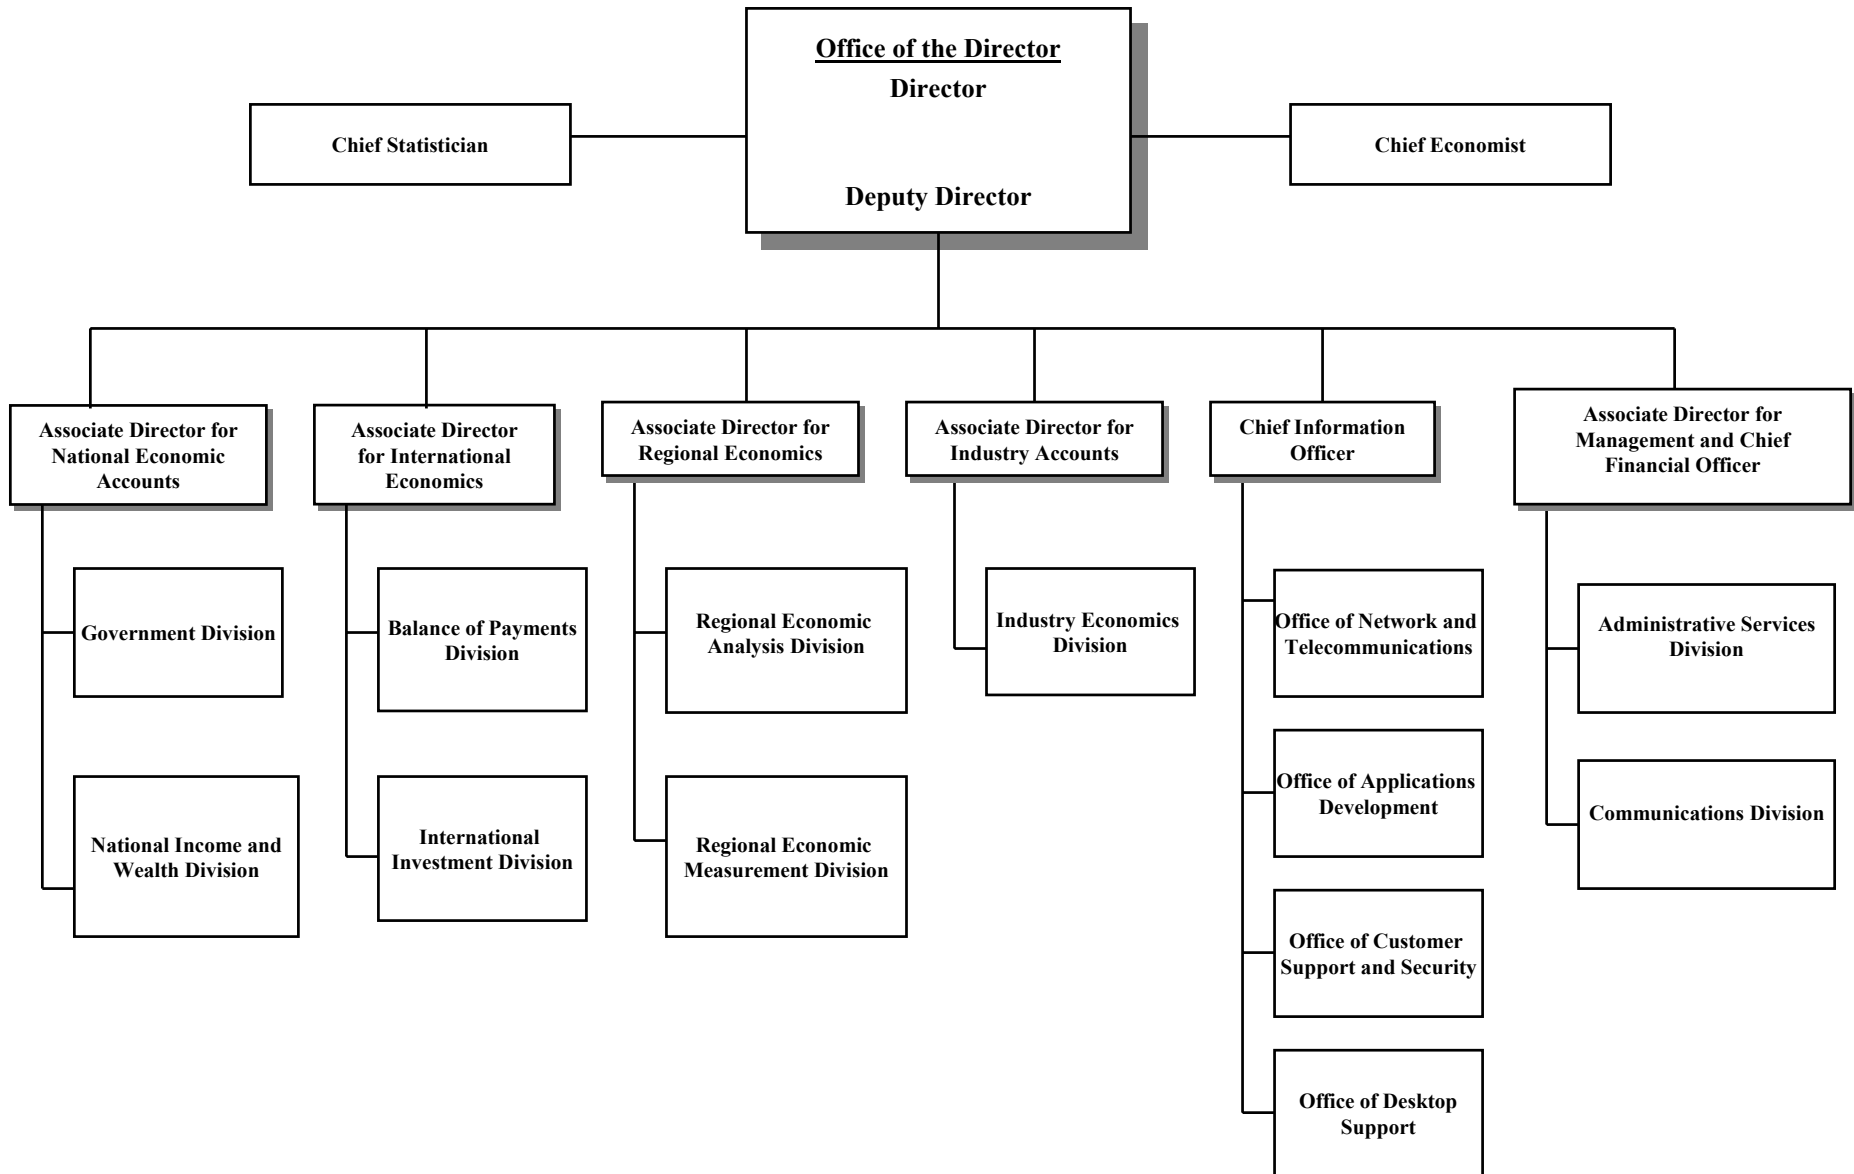 Office of the Director
Director
Deputy Director
Chief Statistician
Chief Economist
Associate Director for
National Economic
Accounts
Associate Director
for International
Economics
Associate Director for
Regional Economics
Associate Director for
Industry Accounts
Chief Information
Officer
Associate Director for
Management and Chief
Financial Officer
Government Division
National Income and
Wealth Division
Balance of Payments
Division
International
Investment Division
Regional Economic
Analysis Division
Regional Economic
Measurement Division
Industry Economics
Division
Office of Network and
Telecommunications
Office of Applications
Development
Office of Customer
Support and Security
Office of Desktop
Support
Administrative Services
Division
Communications Division